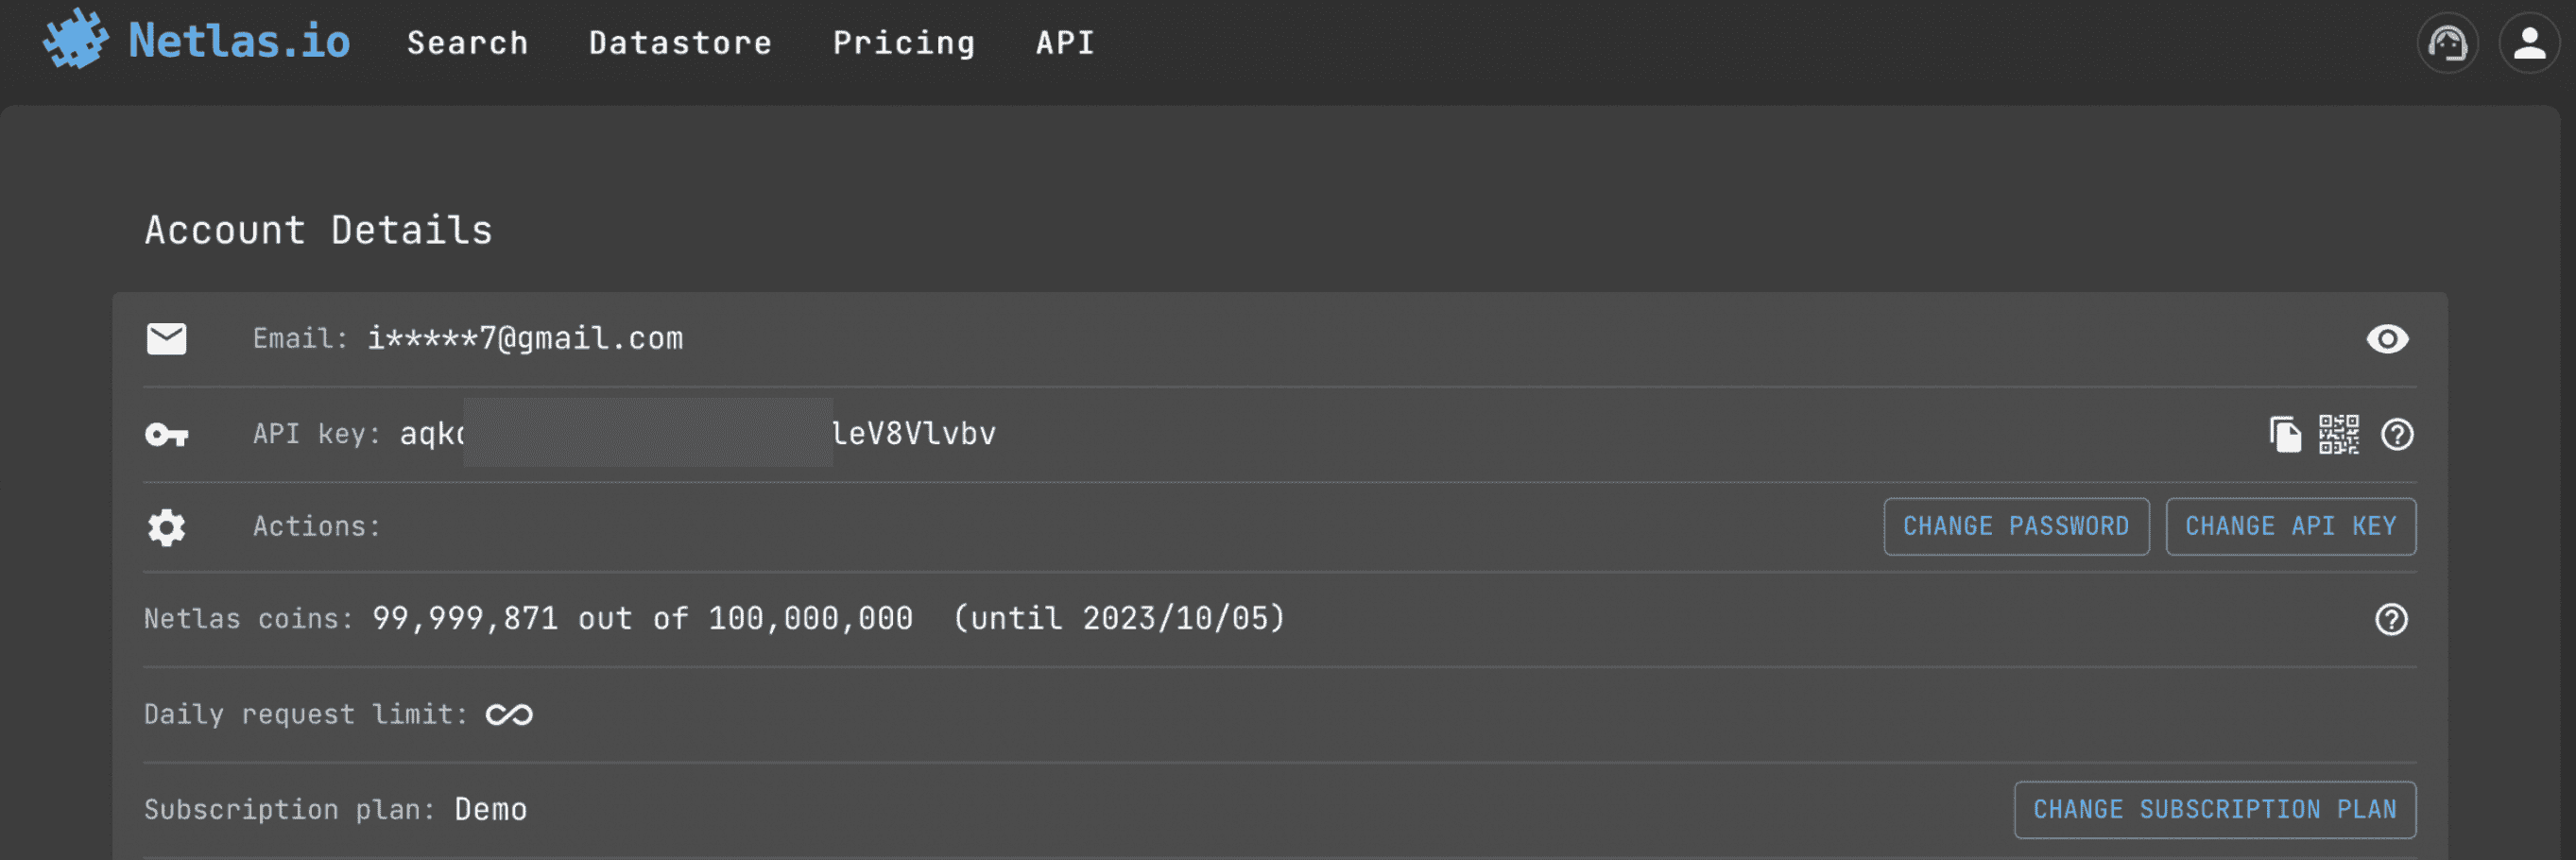 Netlas.io Search Datastore Pricing API
Account Details
Email: i*****7@gmail.com
API key: aqkc leV8Vlvbv
Actions: CHANGE PASSWORD CHANGE API KEY
Netlas coins: 99,999,871 out of 100,000,000 (until 2023/10/05)
Daily request limit: ∞
Subscription plan: Demo CHANGE SUBSCRIPTION PLAN